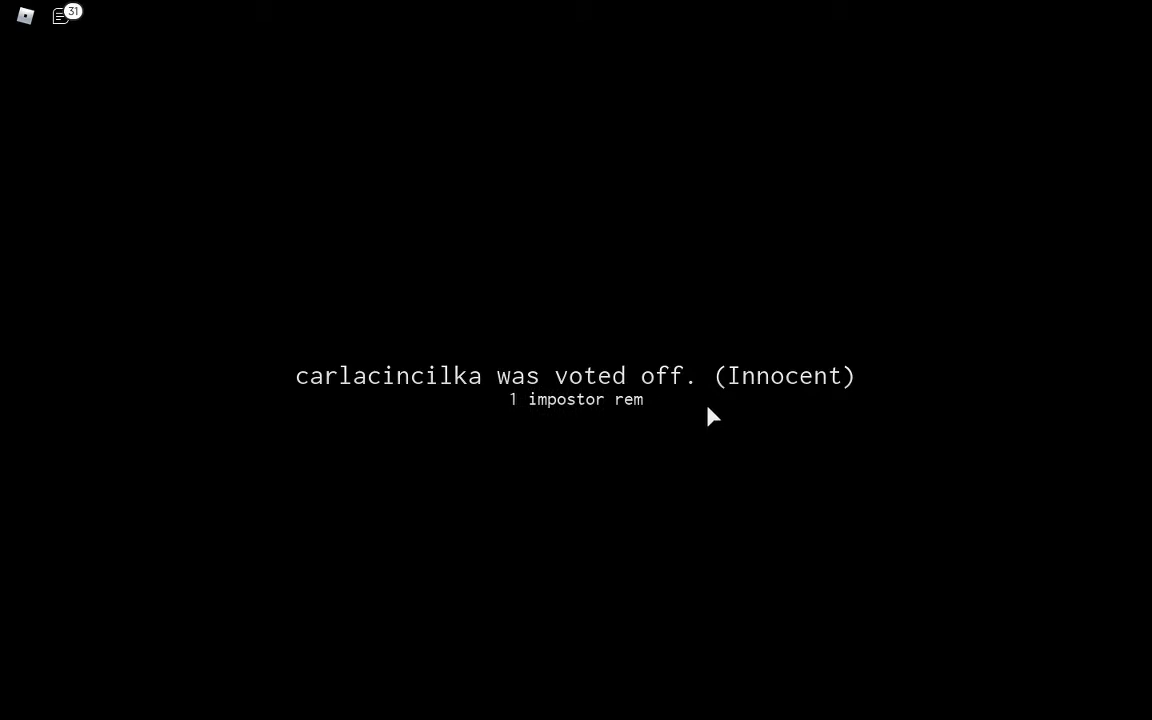 31
carlacincilka was voted off. (Innocent)
1 impostor rem